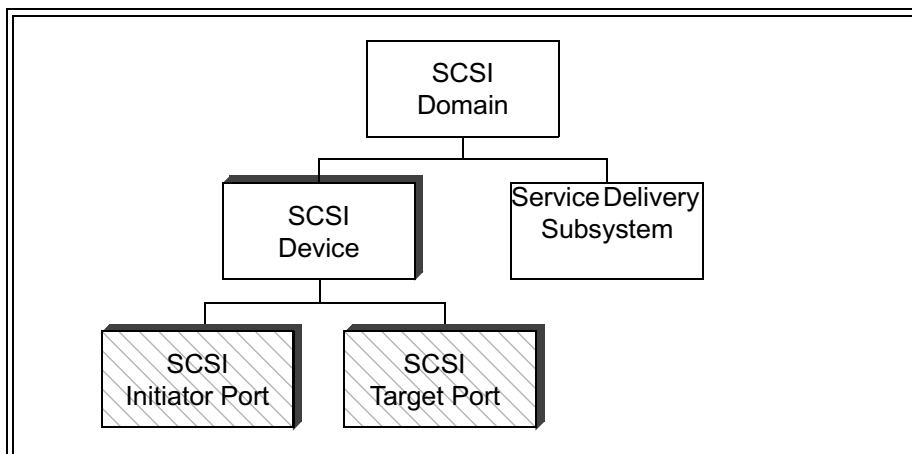 SCSI
Domain
SCSI
Device
Service Delivery
Subsystem
SCSI
Initiator Port
SCSI
Target Port